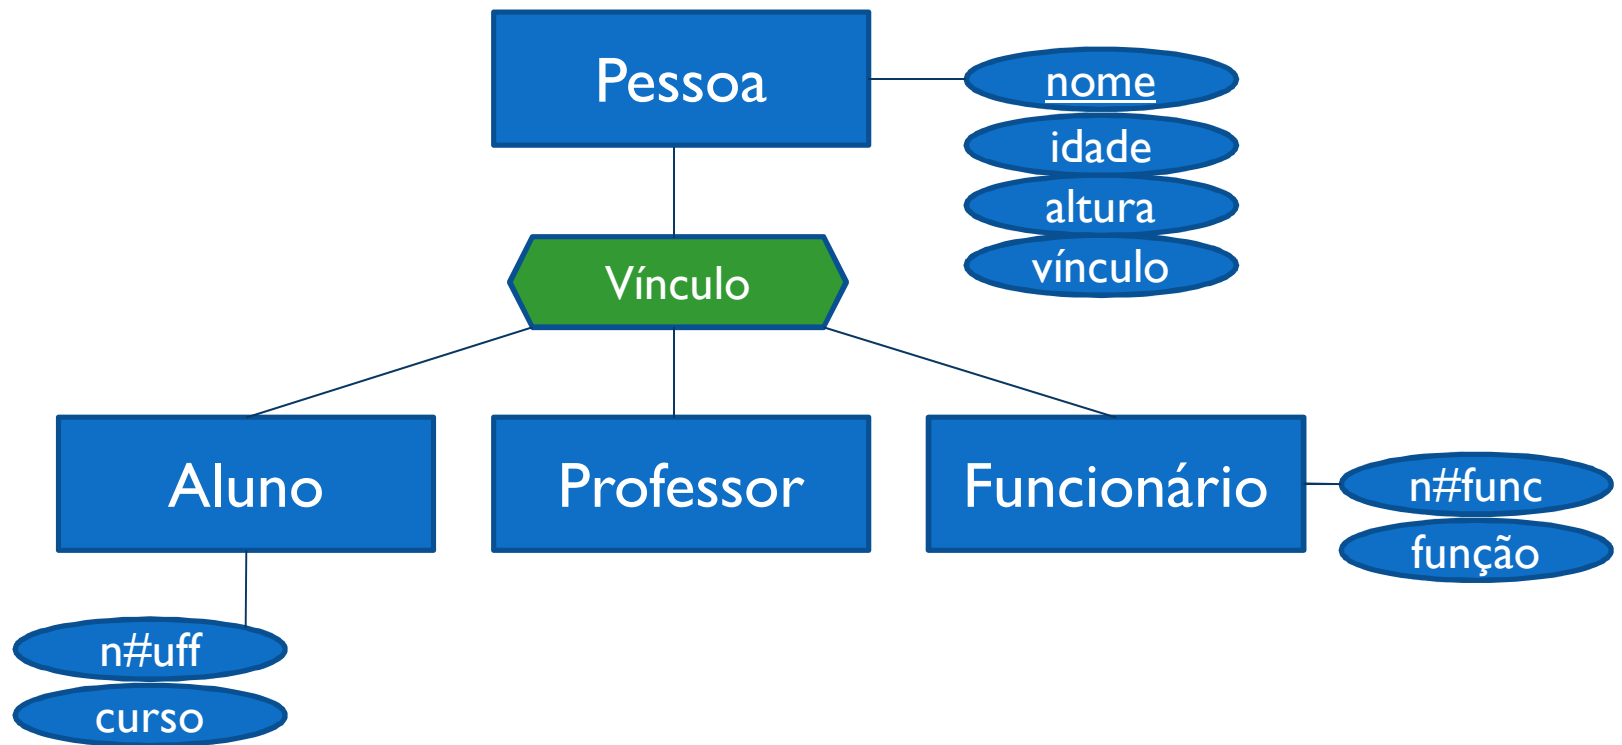 Pessoa
nome
idade
altura
vínculo
Vínculo
Aluno
Professor
Funcionário
n#func
função
n#uff
curso